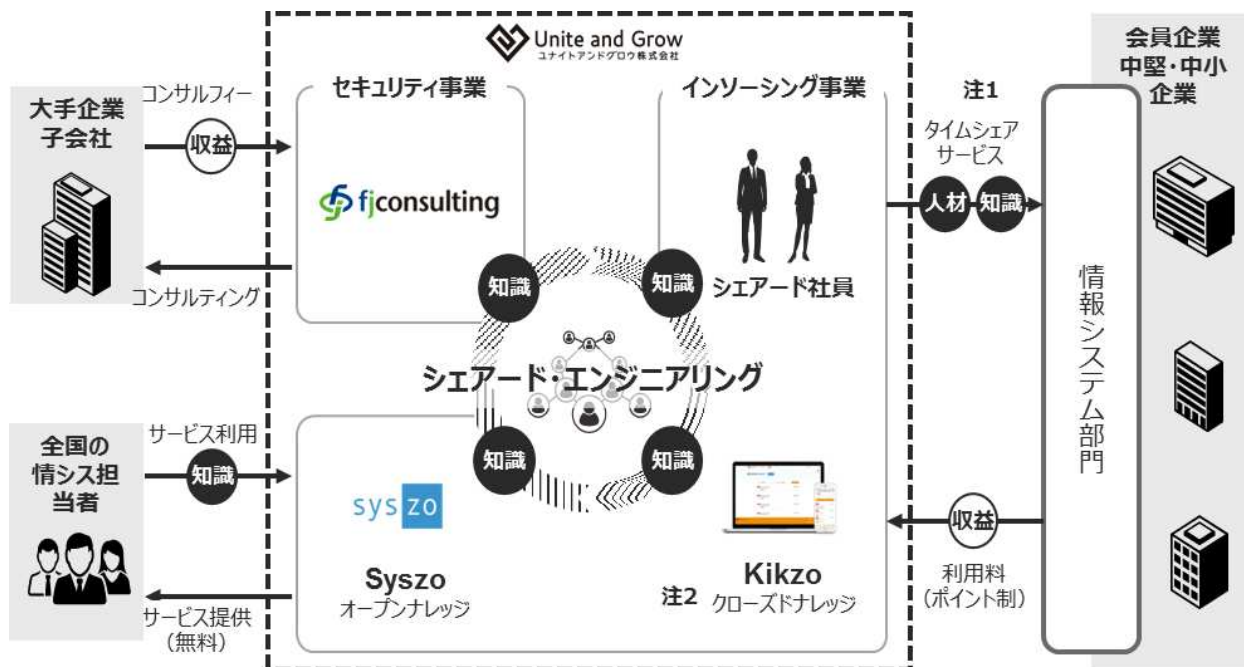 Unite and Grow
ユナイトアンドグロウ株式会社
大手企業
子会社
コンサルフィー
収益
コンサルティング
セキュリティ事業
fjconsulting
インソーシング事業
シェアード社員
知識
知識
シェアード・エンジニアリング
知識
知識
全国の
情シス担
当者
サービス利用
知識
サービス提供
（無料）
sys zo
Syszo
オープンナレッジ
注2
Kikzo
クローズドナレッジ
注1
タイムシェア
サービス
人材
知識
収益
利用料
（ポイント制）
情報システム部門
会員企業
中堅・中小
企業